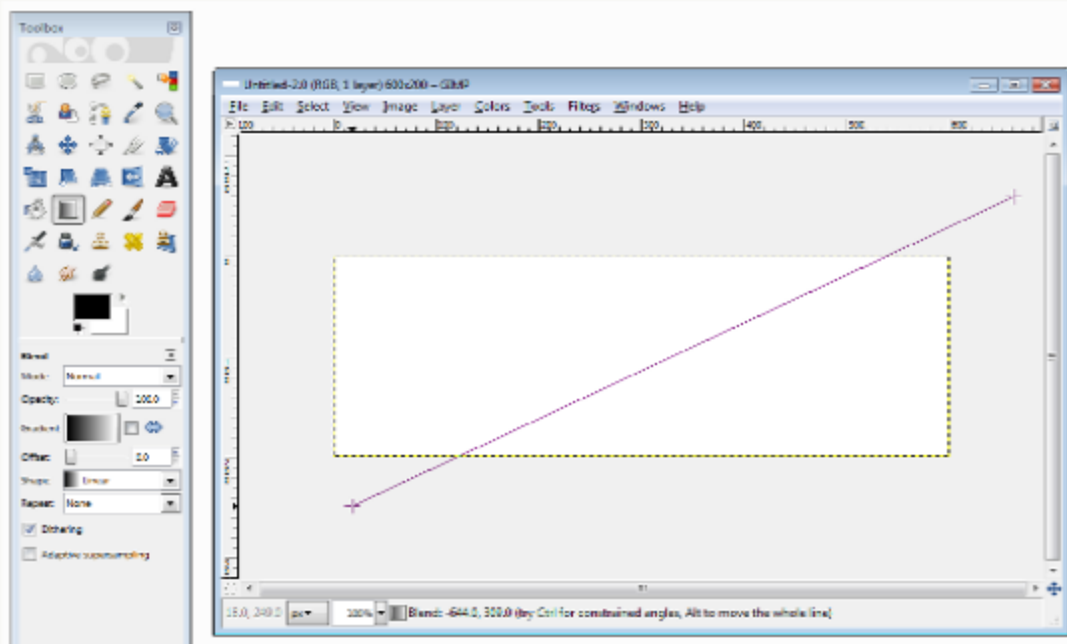 Toolbox
Untitled-2.0 (RGB, 1 layer) 600x200 – GIMP
File Edit Select View Image Layer Colors Tools Filters Windows Help
100 0 100 200 300 400 500 600
Blend
Mode: Normal
Opacity: 100.0
Gradient:
Offset: 0.0
Shape: Linear
Repeat: None
Dithering
Adaptive supersampling
px 100% Blend: -644.0, (try Ctrl for constrained angles, Alt to move the whole line)